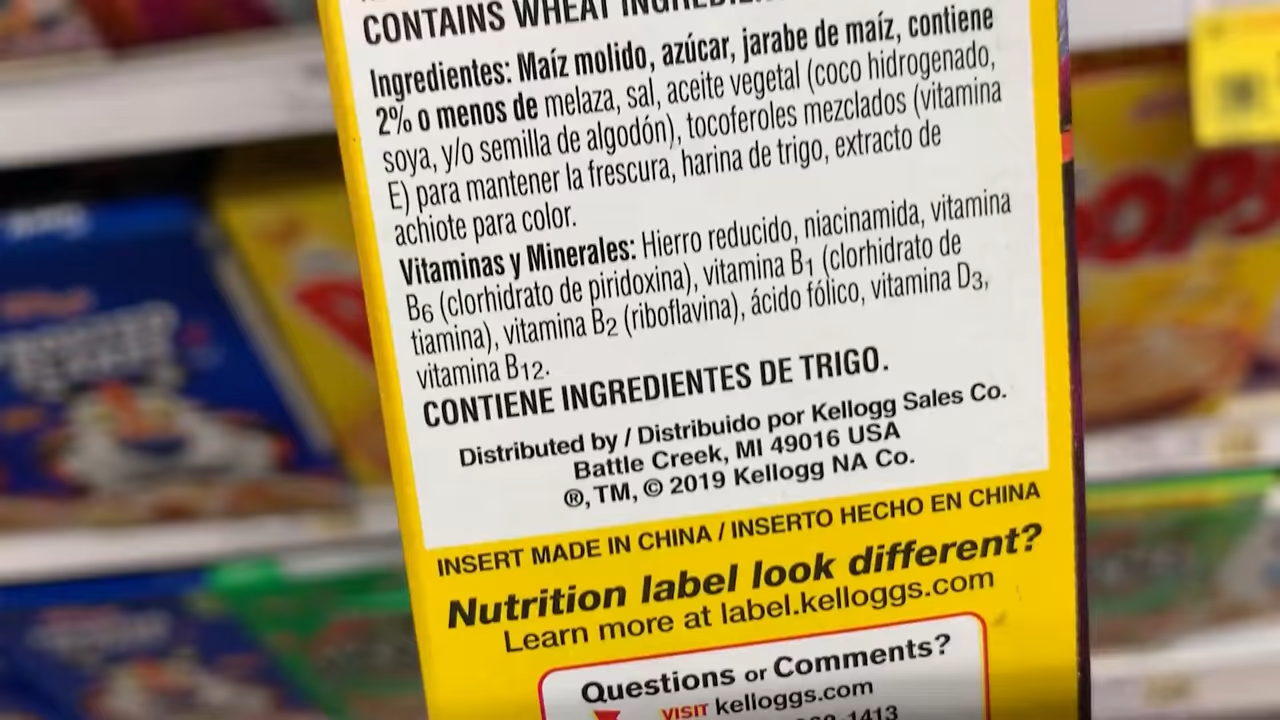 CONTAINS WHEAT
Ingredientes: Maíz molido, azúcar, jarabe de maíz, contiene
2% o menos de melaza, sal, aceite vegetal (coco hidrogenado,
soya, y/o semilla de algodón), tocoferoles mezclados (vitamina
E) para mantener la frescura, harina de trigo, extracto de
achiote para color.
Vitaminas y Minerales: Hierro reducido, niacinamida, vitamina
B6 (clorhidrato de piridoxina), vitamina B1 (clorhidrato de
tiamina), vitamina B2 (riboflavina), ácido fólico, vitamina D3,
vitamina B12.
CONTIENE INGREDIENTES DE TRIGO.
Distributed by / Distribuido por Kellogg Sales Co.
Battle Creek, MI 49016 USA
®, TM, © 2019 Kellogg NA Co.
INSERT MADE IN CHINA / INSERTO HECHO EN CHINA
Nutrition label look different?
Learn more at label.kelloggs.com
Questions or Comments?
VISIT kelloggs.com
1413